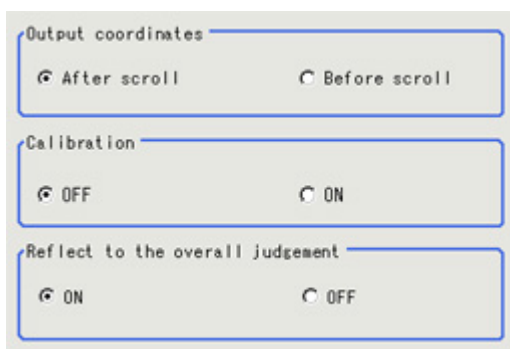 Output coordinates
After scroll Before scroll
Calibration
OFF ON
Reflect to the overall judgement
ON OFF